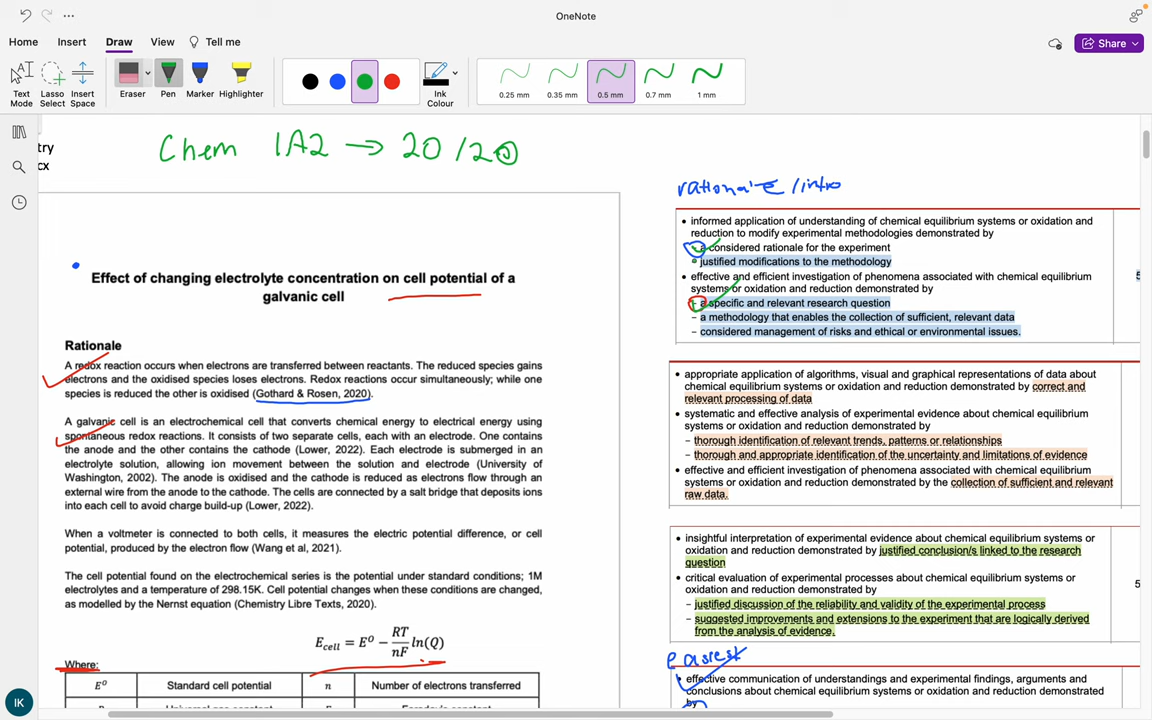 OneNote
Home Insert Draw View Tell me
Share
Text Mode
Lasso Select
Insert Space
Eraser
Pen
Marker
Highlighter
Ink Colour
0.25 mm
0.35 mm
0.5 mm
0.7 mm
1 mm
try
cx
Chem IA2 → 20/20
Effect of changing electrolyte concentration on cell potential of a
galvanic cell
Rationale
A redox reaction occurs when electrons are transferred between reactants. The reduced species gains
electrons and the oxidised species loses electrons. Redox reactions occur simultaneously; while one
species is reduced the other is oxidised (Gothard & Rosen, 2020).
A galvanic cell is an electrochemical cell that converts chemical energy to electrical energy using
spontaneous redox reactions. It consists of two separate cells, each with an electrode. One contains
the anode and the other contains the cathode (Lower, 2022). Each electrode is submerged in an
electrolyte solution, allowing ion movement between the solution and electrode (University of
Washington, 2002). The anode is oxidised and the cathode is reduced as electrons flow through an
external wire from the anode to the cathode. The cells are connected by a salt bridge that deposits ions
into each cell to avoid charge build-up (Lower, 2022).
When a voltmeter is connected to both cells, it measures the electric potential difference, or cell
potential, produced by the electron flow (Wang et al, 2021).
The cell potential found on the electrochemical series is the potential under standard conditions; 1M
electrolytes and a temperature of 298.15K. Cell potential changes when these conditions are changed,
as modelled by the Nernst equation (Chemistry Libre Texts, 2020).
E_cell = E^O − RT/nF ln(Q)
Where:
E^O Standard cell potential n Number of electrons transferred
rationale/intro
• informed application of understanding of chemical equilibrium systems or oxidation and
reduction to modify experimental methodologies demonstrated by
– a considered rationale for the experiment
justified modifications to the methodology
• effective and efficient investigation of phenomena associated with chemical equilibrium
systems or oxidation and reduction demonstrated by
– a specific and relevant research question
– a methodology that enables the collection of sufficient, relevant data
– considered management of risks and ethical or environmental issues.
• appropriate application of algorithms, visual and graphical representations of data about
chemical equilibrium systems or oxidation and reduction demonstrated by correct and
relevant processing of data
• systematic and effective analysis of experimental evidence about chemical equilibrium
systems or oxidation and reduction demonstrated by
– thorough identification of relevant trends, patterns or relationships
– thorough and appropriate identification of the uncertainty and limitations of evidence
• effective and efficient investigation of phenomena associated with chemical equilibrium
systems or oxidation and reduction demonstrated by the collection of sufficient and relevant
raw data.
• insightful interpretation of experimental evidence about chemical equilibrium systems or
oxidation and reduction demonstrated by justified conclusion/s linked to the research
question
• critical evaluation of experimental processes about chemical equilibrium systems or
oxidation and reduction demonstrated by
– justified discussion of the reliability and validity of the experimental process
– suggested improvements and extensions to the experiment that are logically derived
from the analysis of evidence.
5
easiest
• effective communication of understandings and experimental findings, arguments and
conclusions about chemical equilibrium systems or oxidation and reduction demonstrated
by
IK